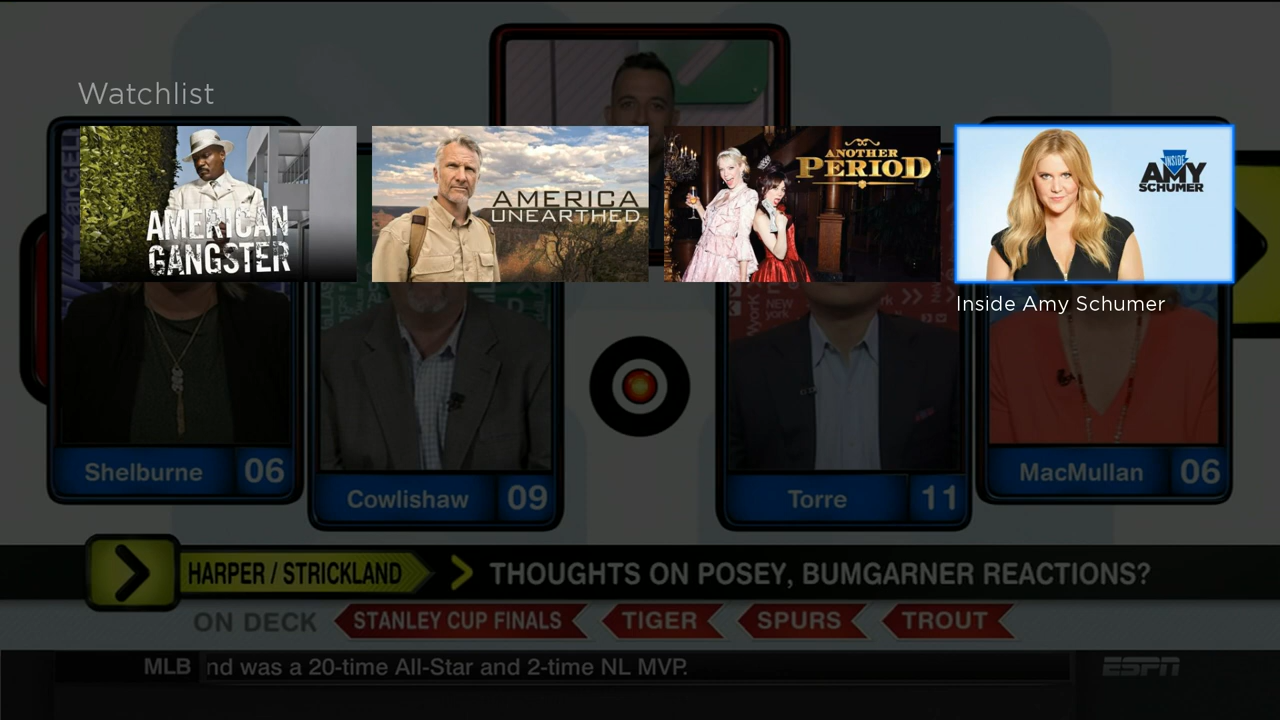 Watchlist
AMERICAN
GANGSTER
AMERICA
UNEARTHED
ANOTHER
PERIOD
INSIDE
AMY
SCHUMER
Inside Amy Schumer
Shelburne 06
Cowlishaw 09
Torre 11
MacMullan 06
HARPER / STRICKLAND THOUGHTS ON POSEY, BUMGARNER REACTIONS?
ON DECK STANLEY CUP FINALS TIGER SPURS TROUT
MLB nd was a 20-time All-Star and 2-time NL MVP. ESPN